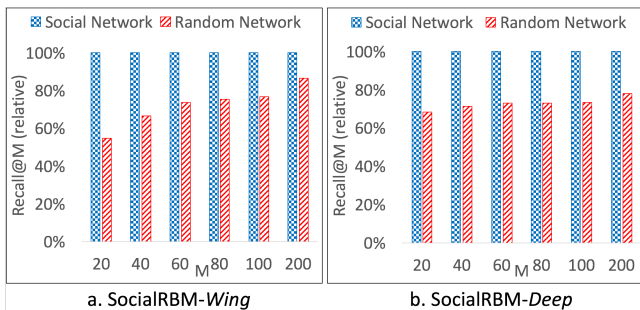 Social Network Random Network
Recall@M (relative)
100%
80%
60%
40%
20%
0%
20 40 60 80 100 200
M
a. SocialRBM-Wing
Social Network Random Network
Recall@M (relative)
100%
80%
60%
40%
20%
0%
20 40 60 80 100 200
M
b. SocialRBM-Deep